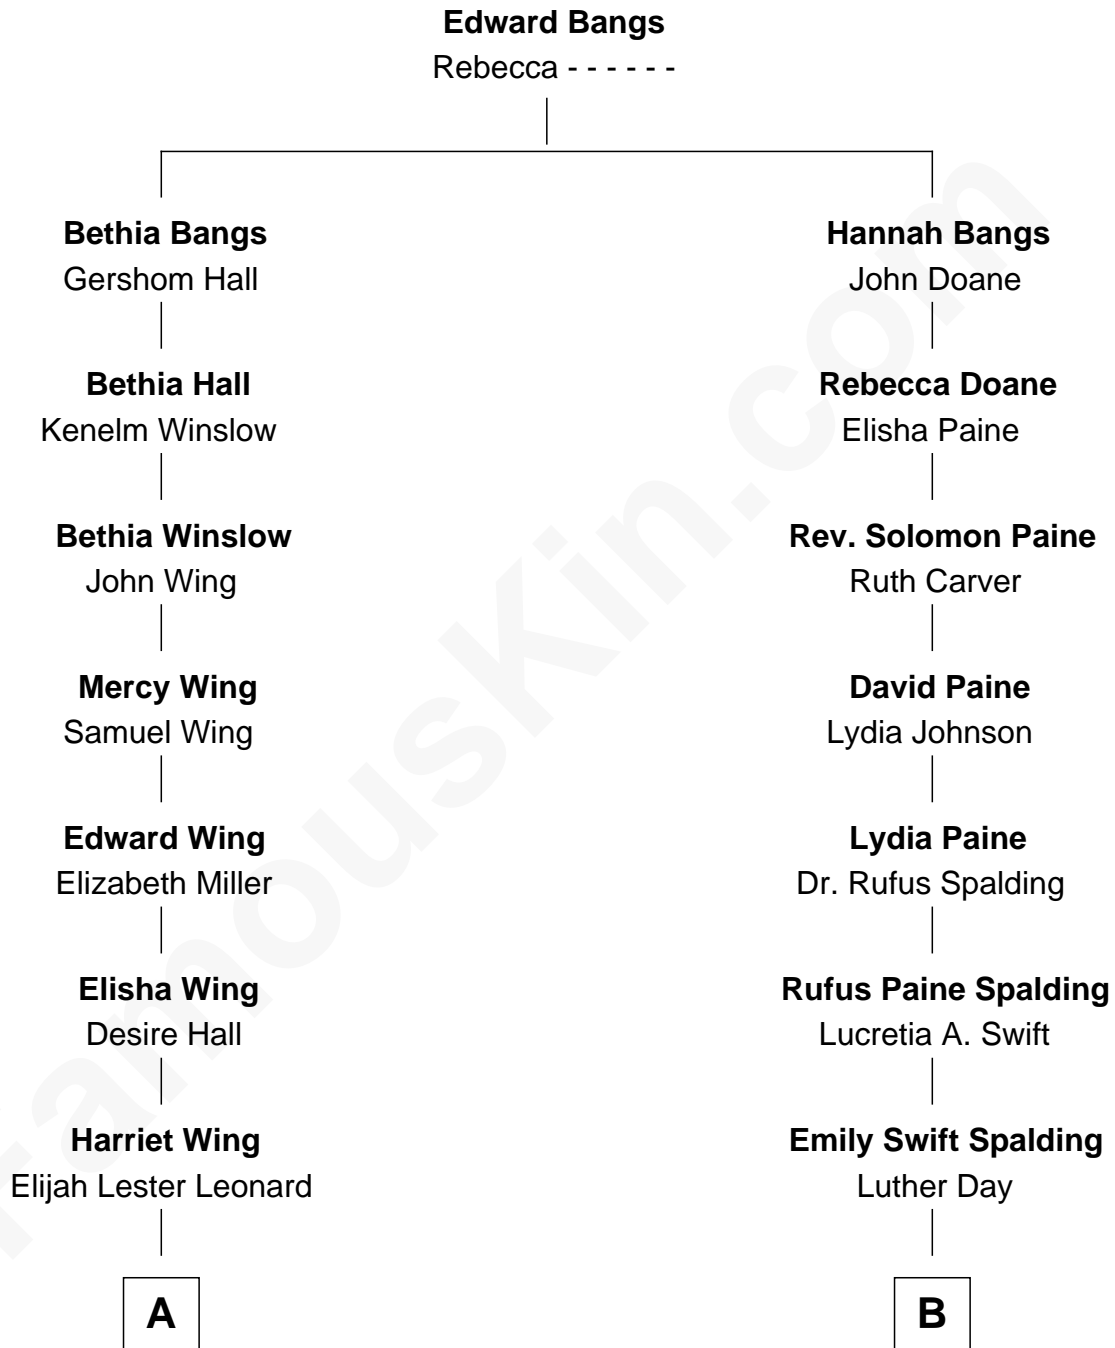 Edward Bangs
Rebecca - - - - - -
Bethia Bangs
Gershom Hall
Hannah Bangs
John Doane
Bethia Hall
Kenelm Winslow
Rebecca Doane
Elisha Paine
Bethia Winslow
John Wing
Rev. Solomon Paine
Ruth Carver
Mercy Wing
Samuel Wing
David Paine
Lydia Johnson
Edward Wing
Elizabeth Miller
Lydia Paine
Dr. Rufus Spalding
Elisha Wing
Desire Hall
Rufus Paine Spalding
Lucretia A. Swift
Harriet Wing
Elijah Lester Leonard
Emily Swift Spalding
Luther Day
A
B
FamousKin.com